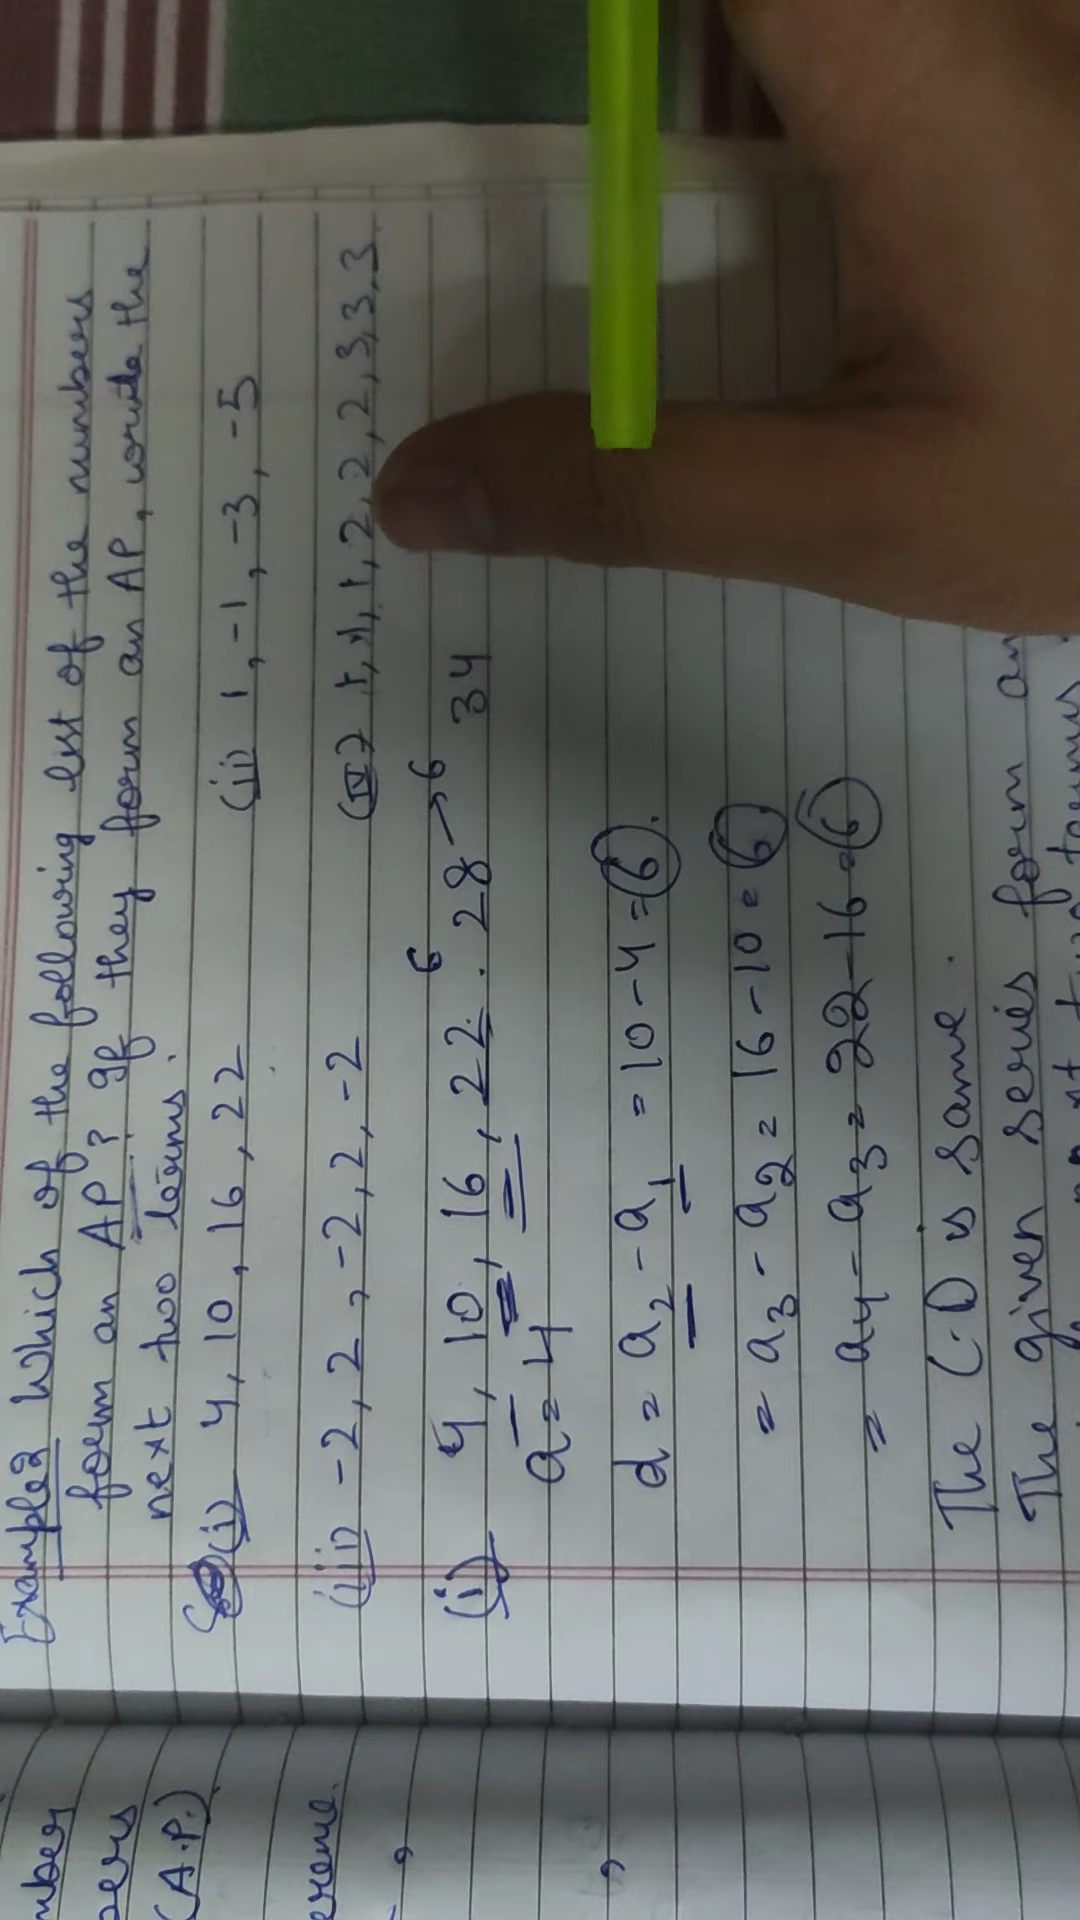 Example2 Which of the following list of the numbers
form an AP? If they form an AP, write the
next two terms.
(i) 4, 10, 16, 22 (ii) 1, -1, -3, -5
(iii) -2, 2, -2, 2, -2 (IV) 1, 1, 1, 2, 2, 2, 3, 3, 3
6 → 6
(i) 4, 10, 16, 22. 28 34
a = 4
d = a2 - a1 = 10 - 4 = 6.
= a3 - a2 = 16 - 10 = 6.
= a4 - a3 = 22 - 16 = 6
The C.D is same.
The given series form an
(A.P.)